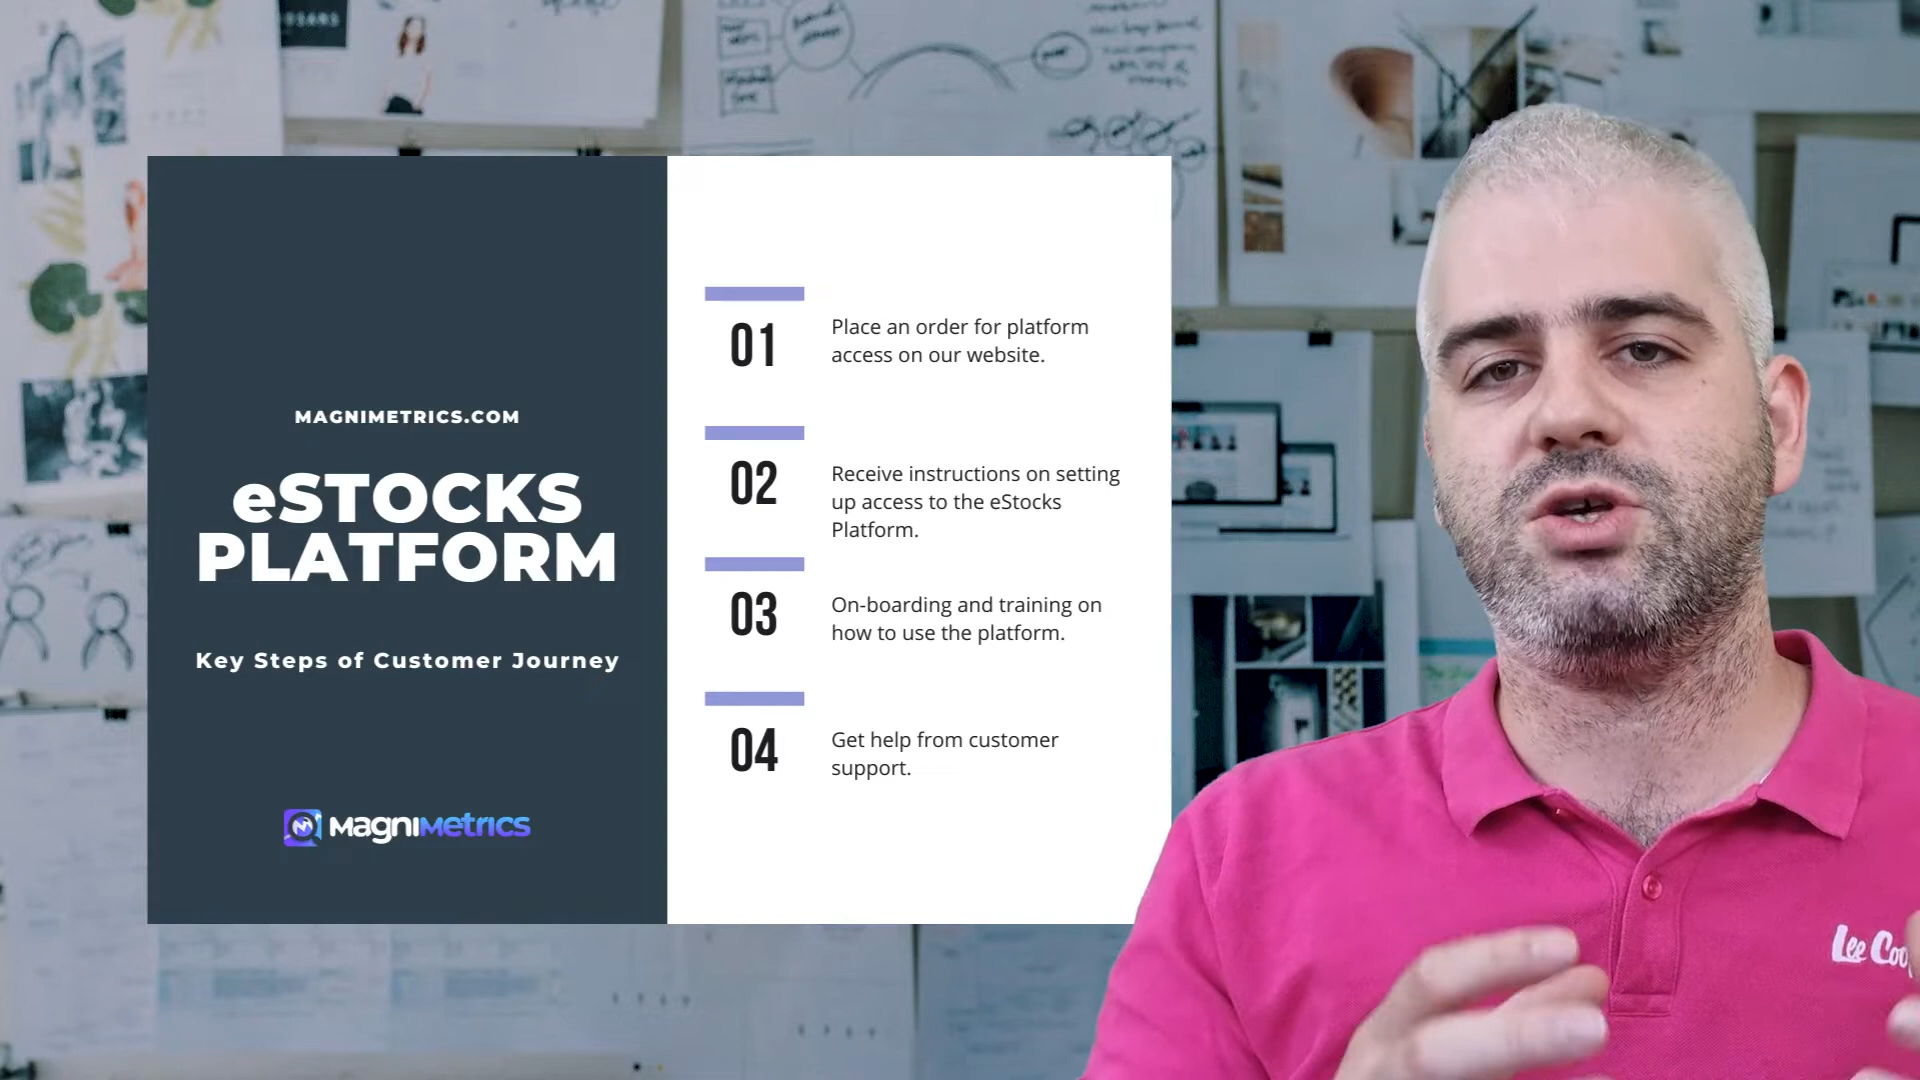 MAGNIMETRICS.COM
eSTOCKS
PLATFORM
Key Steps of Customer Journey
MagniMetrics
01
Place an order for platform
access on our website.
02
Receive instructions on setting
up access to the eStocks
Platform.
03
On-boarding and training on
how to use the platform.
04
Get help from customer
support.
Lee Coo